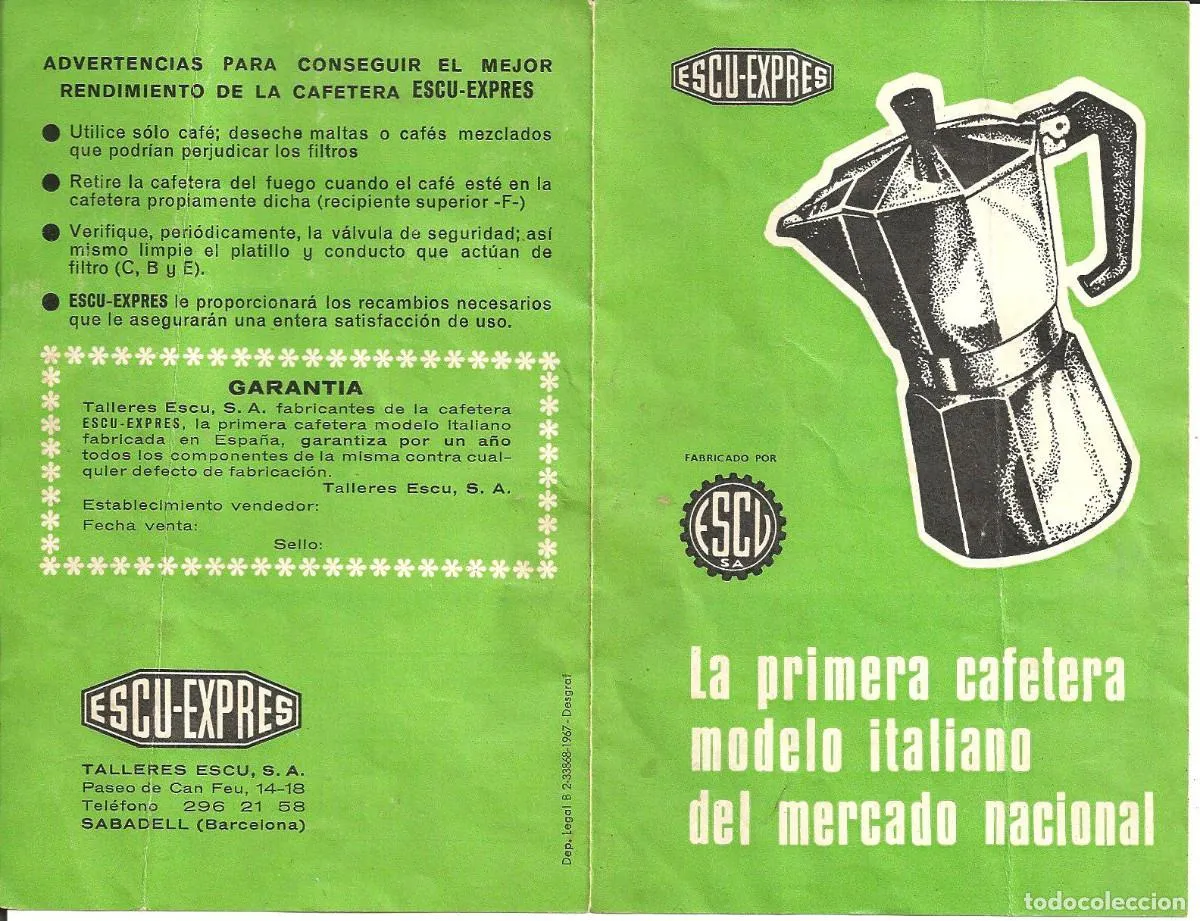 ADVERTENCIAS PARA CONSEGUIR EL MEJOR
RENDIMIENTO DE LA CAFETERA ESCU-EXPRES
● Utilice sólo café; deseche maltas o cafés mezclados
que podrían perjudicar los filtros
● Retire la cafetera del fuego cuando el café esté en la
cafetera propiamente dicha (recipiente superior -F-)
● Verifique, periódicamente, la válvula de seguridad; así
mismo limpie el platillo y conducto que actúan de
filtro (C, B y E).
● ESCU-EXPRES le proporcionará los recambios necesarios
que le asegurarán una entera satisfacción de uso.
GARANTIA
Talleres Escu, S. A. fabricantes de la cafetera
ESCU-EXPRES, la primera cafetera modelo Italiano
fabricada en España, garantiza por un año
todos los componentes de la misma contra cual-
quier defecto de fabricación.
Talleres Escu, S. A.
Establecimiento vendedor:
Fecha venta:
Sello:
ESCU-EXPRES
TALLERES ESCU, S. A.
Paseo de Can Feu, 14-18
Teléfono 296 21 58
SABADELL (Barcelona)
Dep. Legal B 2-33868-1967 - Desgraf
ESCU-EXPRES
FABRICADO POR
ESCU
SA
La primera cafetera
modelo italiano
del mercado nacional
todocoleccion